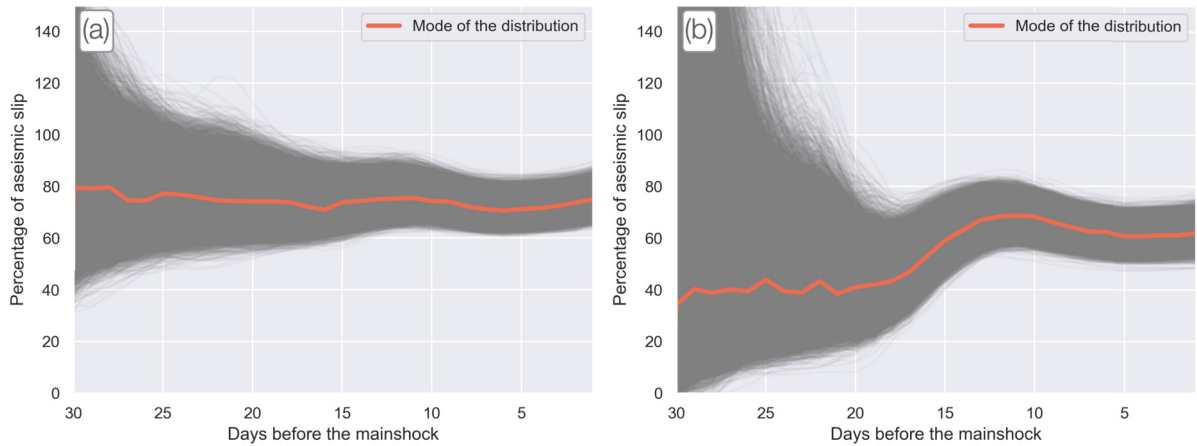 (a)
Mode of the distribution
Percentage of aseismic slip
140
120
100
80
60
40
20
0
30 25 20 15 10 5
Days before the mainshock
(b)
Mode of the distribution
Percentage of aseismic slip
140
120
100
80
60
40
20
0
30 25 20 15 10 5
Days before the mainshock